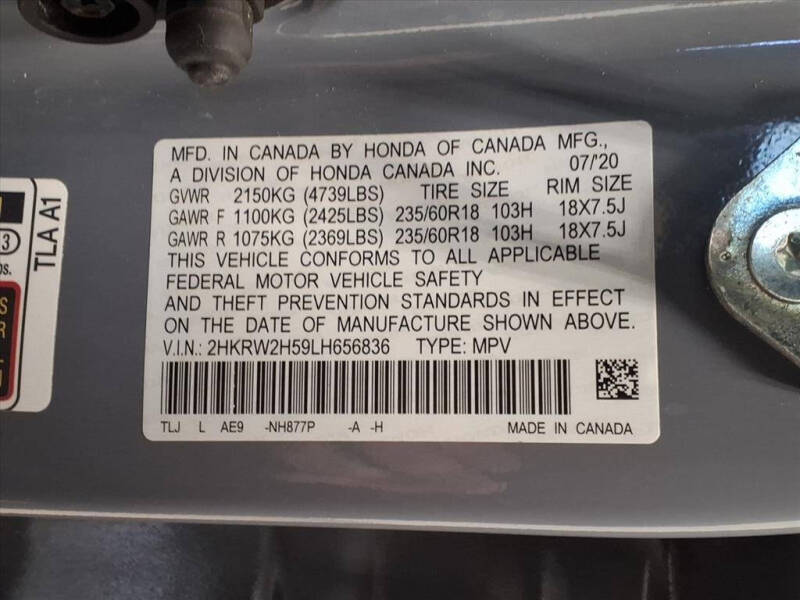 MFD. IN CANADA BY HONDA OF CANADA MFG.,
A DIVISION OF HONDA CANADA INC. 07/'20
GVWR 2150KG (4739LBS) TIRE SIZE RIM SIZE
GAWR F 1100KG (2425LBS) 235/60R18 103H 18X7.5J
GAWR R 1075KG (2369LBS) 235/60R18 103H 18X7.5J
THIS VEHICLE CONFORMS TO ALL APPLICABLE
FEDERAL MOTOR VEHICLE SAFETY
AND THEFT PREVENTION STANDARDS IN EFFECT
ON THE DATE OF MANUFACTURE SHOWN ABOVE.
V.I.N.: 2HKRW2H59LH656836 TYPE: MPV
TLJ L AE9 -NH877P -A -H MADE IN CANADA
TLA A1
3
os.
S
R